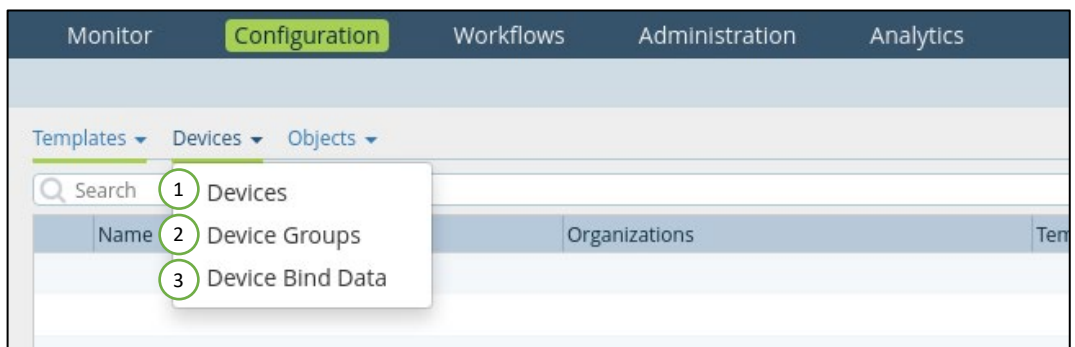 Monitor Configuration Workflows Administration Analytics
Templates Devices Objects
Search
1 Devices
Name Organizations
2 Device Groups
3 Device Bind Data